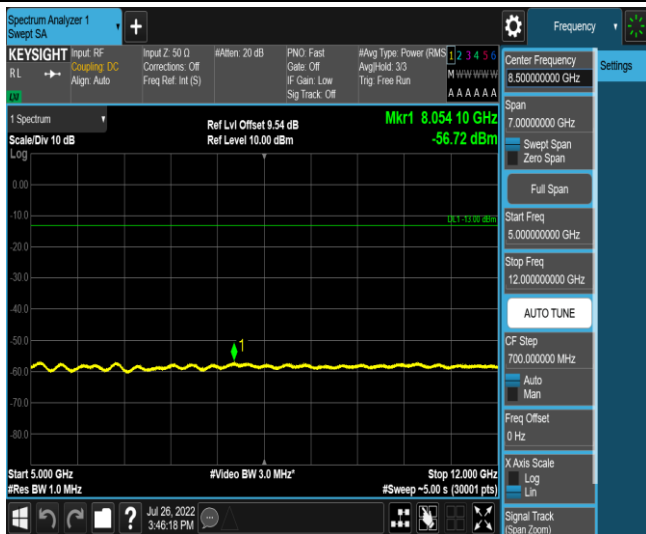 Spectrum Analyzer 1
Swept SA
Frequency
Settings
KEYSIGHT
RL
Input: RF
Coupling: DC
Align: Auto
Input Z: 50 Ω
Corrections: Off
Freq Ref: Int (S)
#Atten: 20 dB
PNO: Fast
Gate: Off
IF Gain: Low
Sig Track: Off
#Avg Type: Power (RMS
Avg|Hold: 3/3
Trig: Free Run
1 2 3 4 5 6
M W W W W W
A A A A A A
1 Spectrum
Scale/Div 10 dB
Log
Ref Lvl Offset 9.54 dB
Ref Level 10.00 dBm
Mkr1 8.054 10 GHz
-56.72 dBm
0.00
-10.0
-20.0
-30.0
-40.0
-50.0
-60.0
-70.0
-80.0
DL1 -13.00 dBm
1
Start 5.000 GHz
#Res BW 1.0 MHz
#Video BW 3.0 MHz*
Stop 12.000 GHz
#Sweep ~5.00 s (30001 pts)
Jul 26, 2022
3:46:18 PM
Center Frequency
8.500000000 GHz
Span
7.00000000 GHz
Swept Span
Zero Span
Full Span
Start Freq
5.000000000 GHz
Stop Freq
12.000000000 GHz
AUTO TUNE
CF Step
700.000000 MHz
Auto
Man
Freq Offset
0 Hz
X Axis Scale
Log
Lin
Signal Track
(Span Zoom)